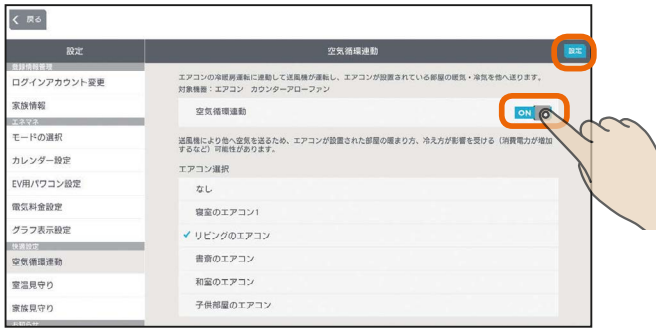 戻る
設定
空気循環連動
設定
登録情報管理
ログインアカウント変更
家族情報
エネマネ
モードの選択
カレンダー設定
EV用パワコン設定
電気料金設定
グラフ表示設定
快適設定
空気循環連動
室温見守り
家族見守り
お知らせ
エアコンの冷暖房運転に連動して送風機が運転し、エアコンが設置されている部屋の暖気・冷気を他へ送ります。
対象機器：エアコン　カウンターアローファン
空気循環連動
ON
送風機により他へ空気を送るため、エアコンが設置された部屋の暖まり方、冷え方が影響を受ける（消費電力が増加
するなど）可能性があります。
エアコン選択
なし
寝室のエアコン1
リビングのエアコン
書斎のエアコン
和室のエアコン
子供部屋のエアコン